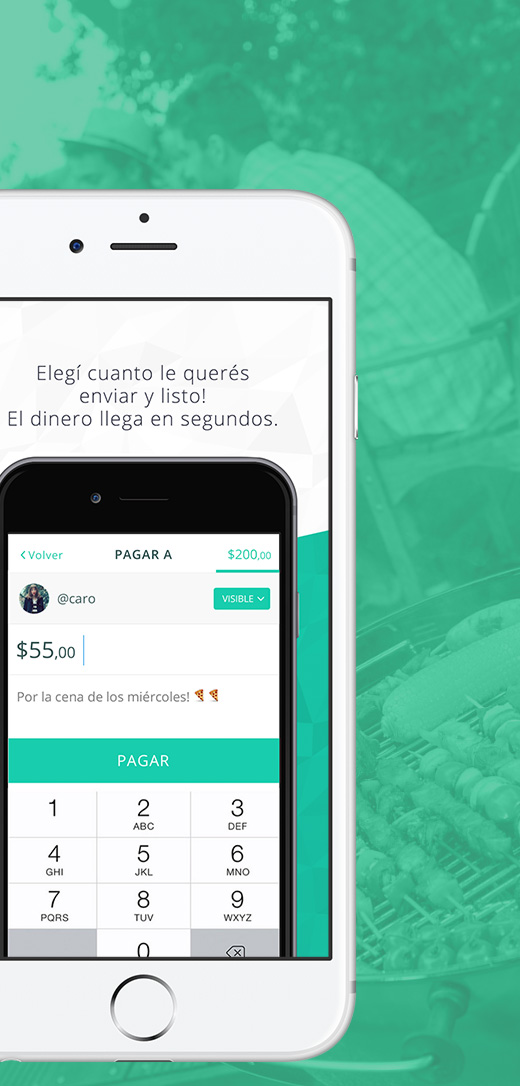 Elegí cuanto le querés
enviar y listo!
El dinero llega en segundos.
Volver PAGAR A $200,00
@caro VISIBLE
$55,00
Por la cena de los miércoles! 🍕🍕
PAGAR
1 2 3
ABC DEF
4 5 6
GHI JKL MNO
7 8 9
PQRS TUV WXYZ
0